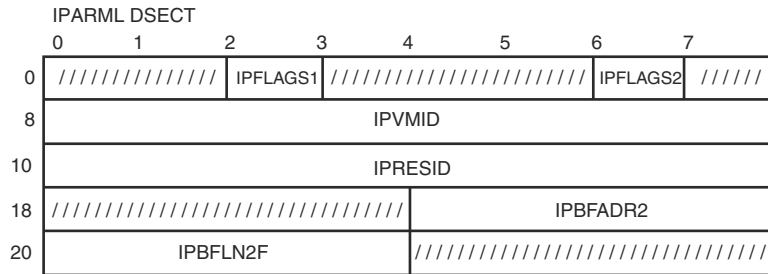 IPARML DSECT
0 1 2 3 4 5 6 7
0 /////////////// IPFLAGS1 //////////////////////// IPFLAGS2 //////
8 IPVMID
10 IPRESID
18 ///////////////////////////////// IPBFADR2
20 IPBFLN2F /////////////////////////////////